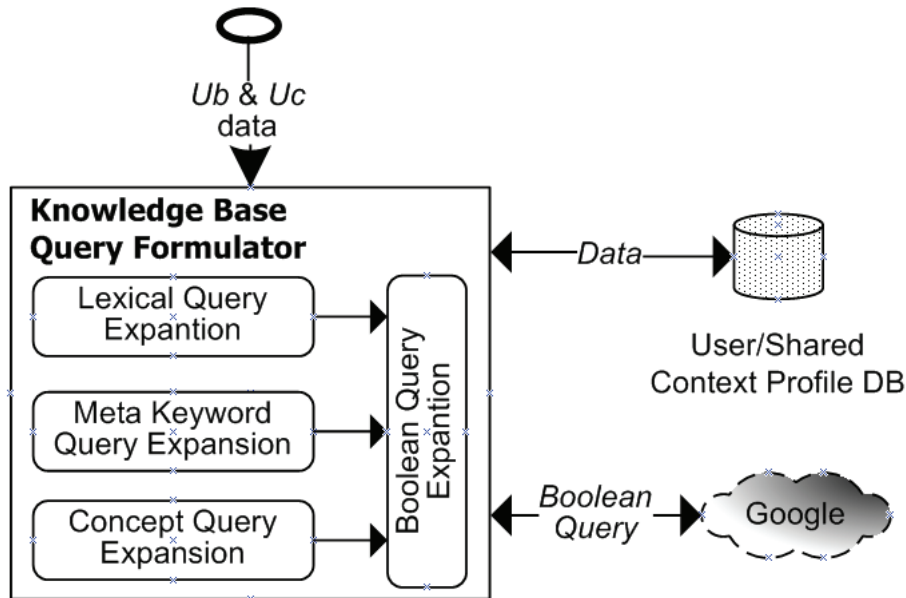 Ub & Uc
data
Knowledge Base
Query Formulator
Lexical Query
Expantion
Meta Keyword
Query Expansion
Concept Query
Expansion
Boolean Query
Expantion
Data
User/Shared
Context Profile DB
Boolean
Query
Google